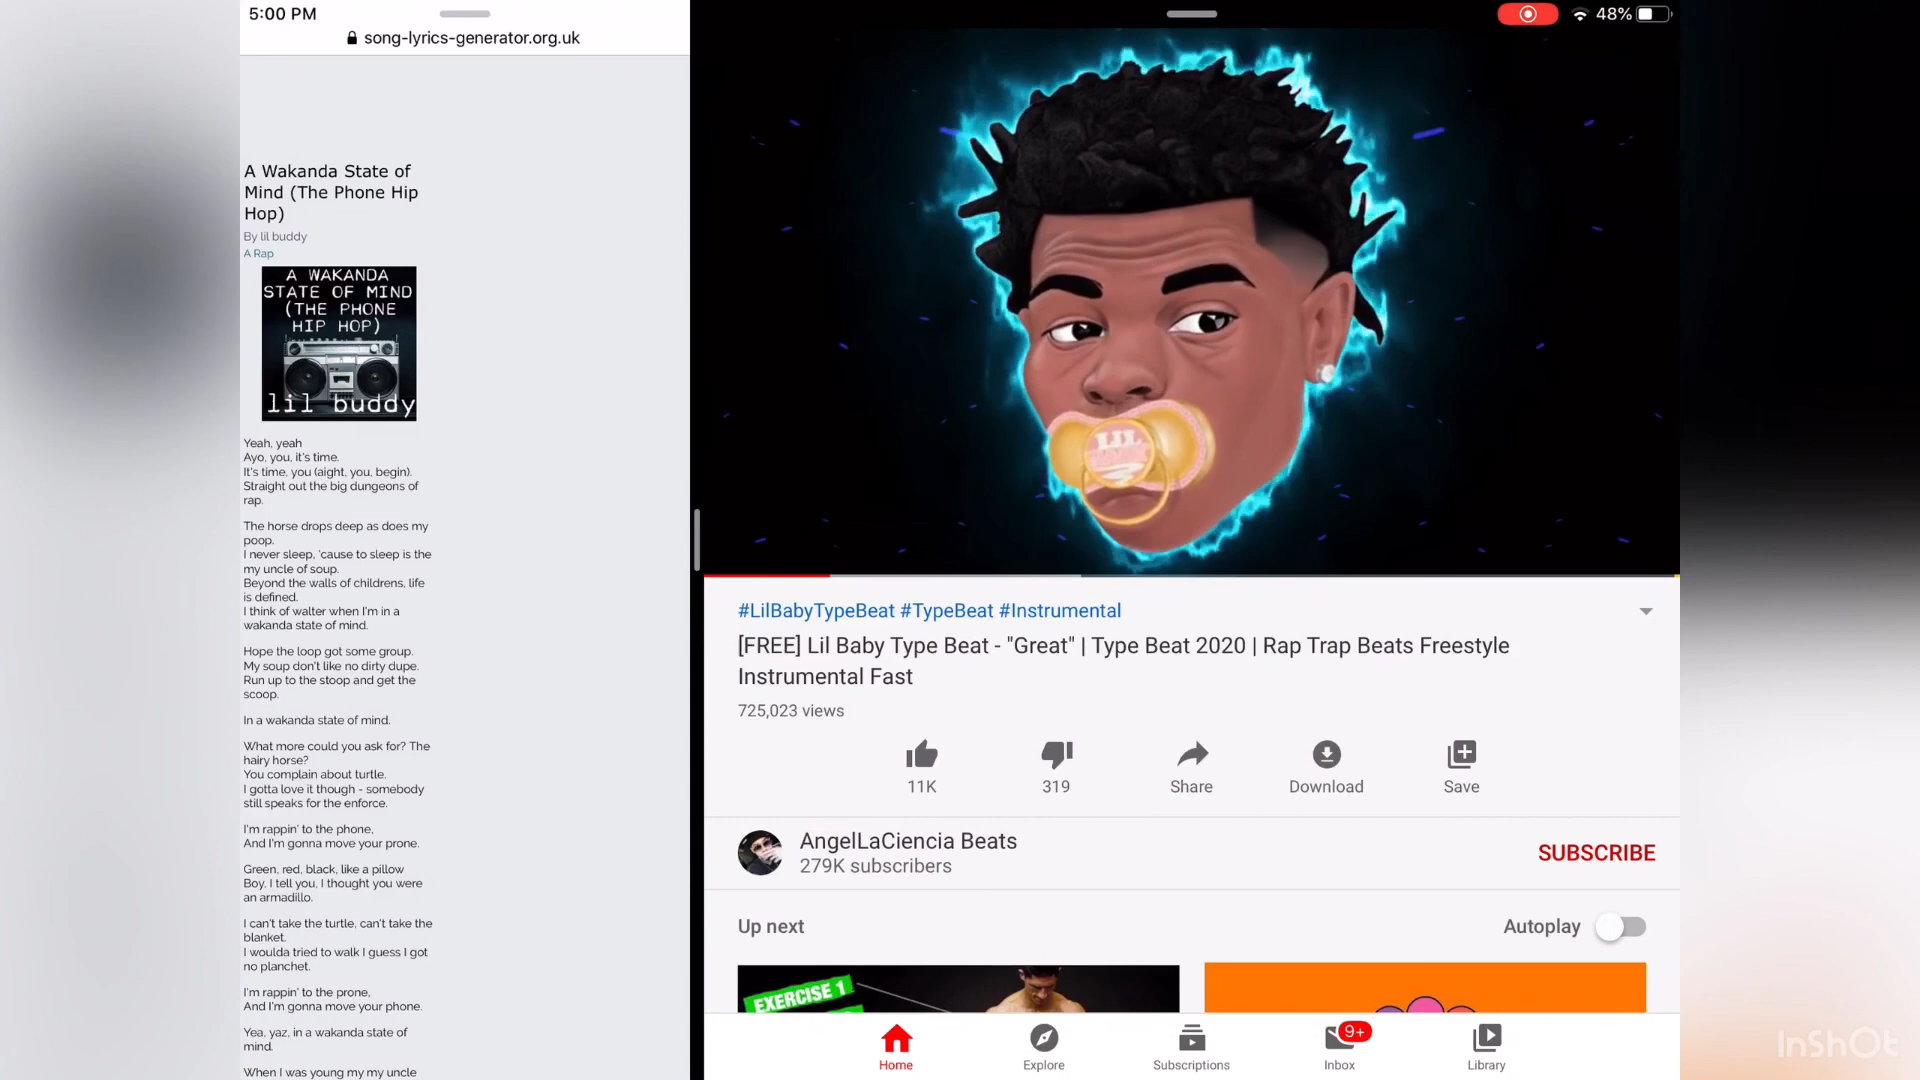 5:00 PM
song-lyrics-generator.org.uk
A Wakanda State of
Mind (The Phone Hip
Hop)
By lil buddy
A Rap
A WAKANDA
STATE OF MIND
(THE PHONE
HIP HOP)
lil buddy
Yeah, yeah
Ayo, you, it's time.
It's time, you (aight, you, begin).
Straight out the big dungeons of
rap.
The horse drops deep as does my
poop.
I never sleep, 'cause to sleep is the
my uncle of soup.
Beyond the walls of childrens, life
is defined.
I think of walter when I'm in a
wakanda state of mind.
Hope the loop got some group.
My soup don't like no dirty dupe.
Run up to the stoop and get the
scoop.
In a wakanda state of mind.
What more could you ask for? The
hairy horse?
You complain about turtle.
I gotta love it though - somebody
still speaks for the enforce.
I'm rappin' to the phone,
And I'm gonna move your prone.
Green, red, black, like a pillow
Boy, I tell you, I thought you were
an armadillo.
I can't take the turtle, can't take the
blanket.
I woulda tried to walk I guess I got
no planchet.
I'm rappin' to the prone,
And I'm gonna move your phone.
Yea, yaz, in a wakanda state of
mind.
When I was young my my uncle
48%
LIL
#LilBabyTypeBeat #TypeBeat #Instrumental
[FREE] Lil Baby Type Beat - "Great" | Type Beat 2020 | Rap Trap Beats Freestyle
Instrumental Fast
725,023 views
11K
319
Share
Download
Save
AngelLaCiencia Beats
279K subscribers
SUBSCRIBE
Up next
Autoplay
EXERCISE 1
9+
Home
Explore
Subscriptions
Inbox
Library
InShOt